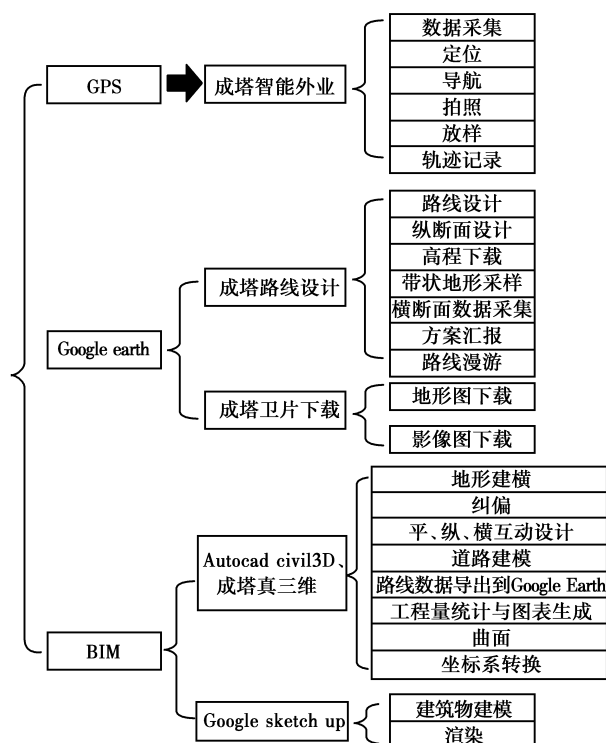 GPS
成塔智能外业
数据采集
定位
导航
拍照
放样
轨迹记录
Google earth
成塔路线设计
路线设计
纵断面设计
高程下载
带状地形采样
横断面数据采集
方案汇报
路线漫游
成塔卫片下载
地形图下载
影像图下载
BIM
Autocad civil3D、
成塔真三维
地形建横
纠偏
平、纵、横互动设计
道路建模
路线数据导出到Google Earth
工程量统计与图表生成
曲面
坐标系转换
Google sketch up
建筑物建模
渲染